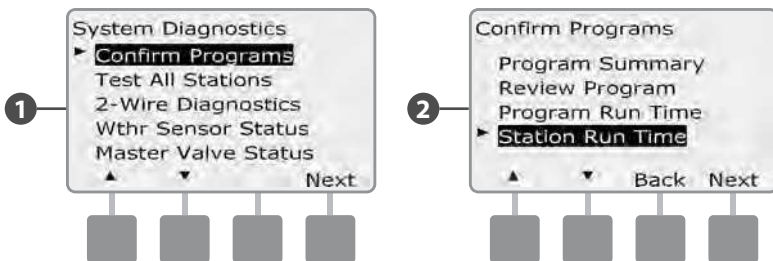 1
System Diagnostics
Confirm Programs
Test All Stations
2-Wire Diagnostics
Wthr Sensor Status
Master Valve Status
Next
2
Confirm Programs
Program Summary
Review Program
Program Run Time
Station Run Time
Back Next